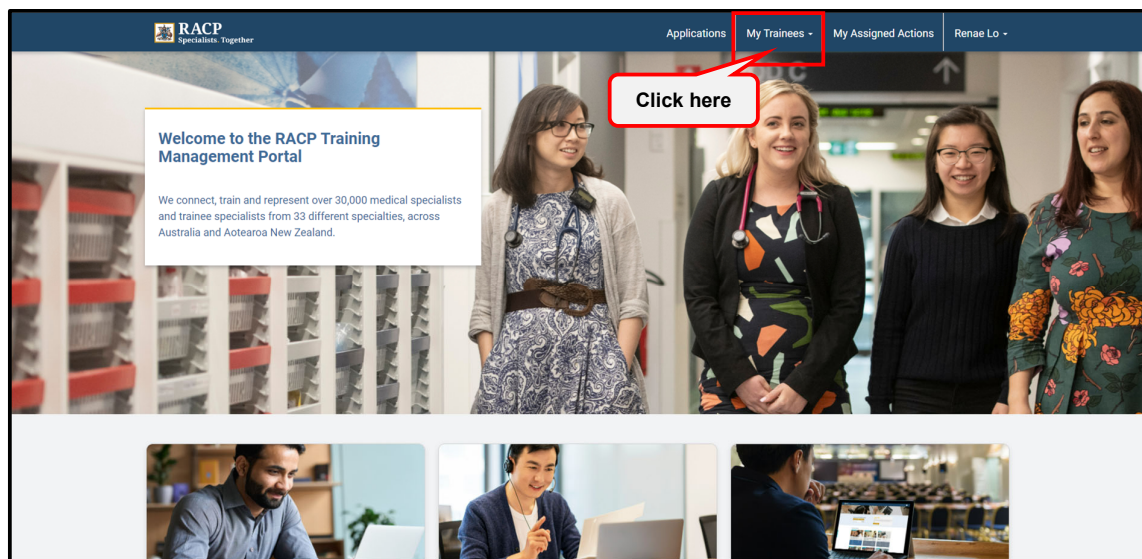 RACP
Specialists. Together
Applications
My Trainees
My Assigned Actions
Renae Lo
Click here
Welcome to the RACP Training
Management Portal
We connect, train and represent over 30,000 medical specialists
and trainee specialists from 33 different specialties, across
Australia and Aotearoa New Zealand.